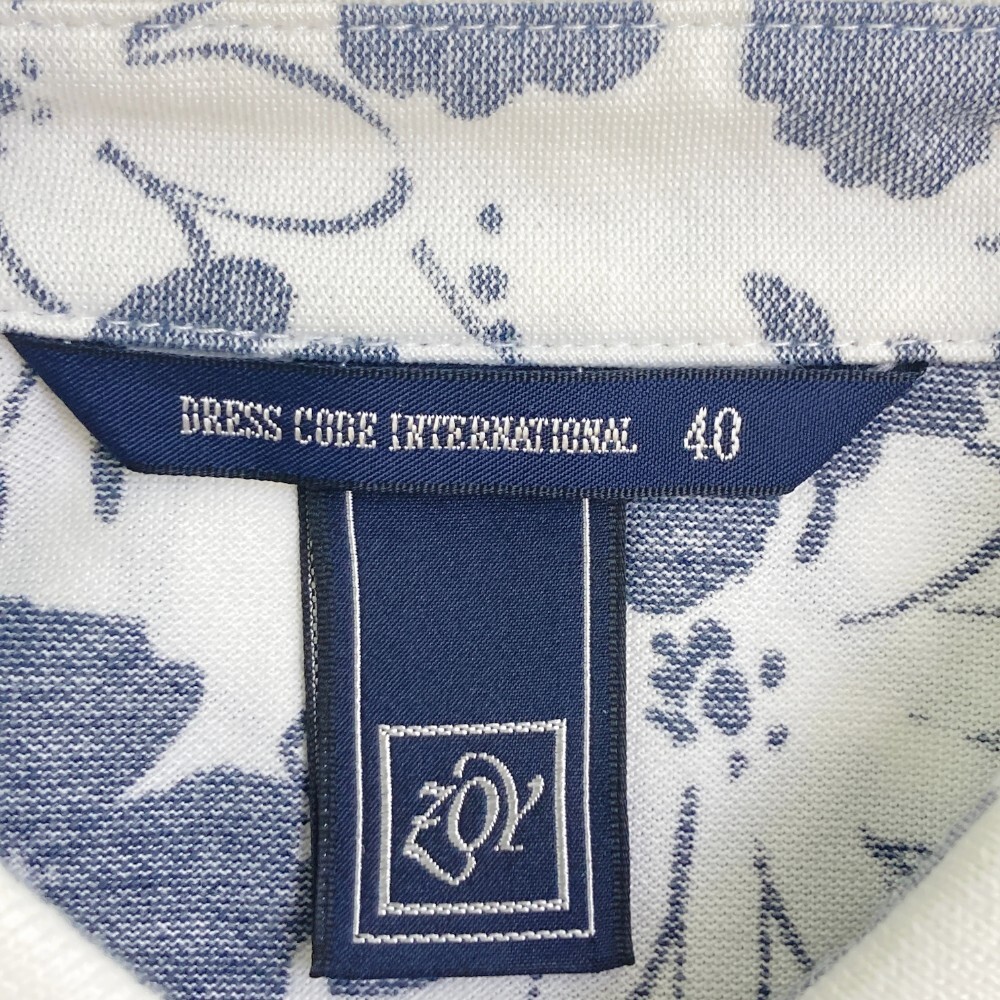 DRESS CODE INTERNATIONAL 40
ZOY